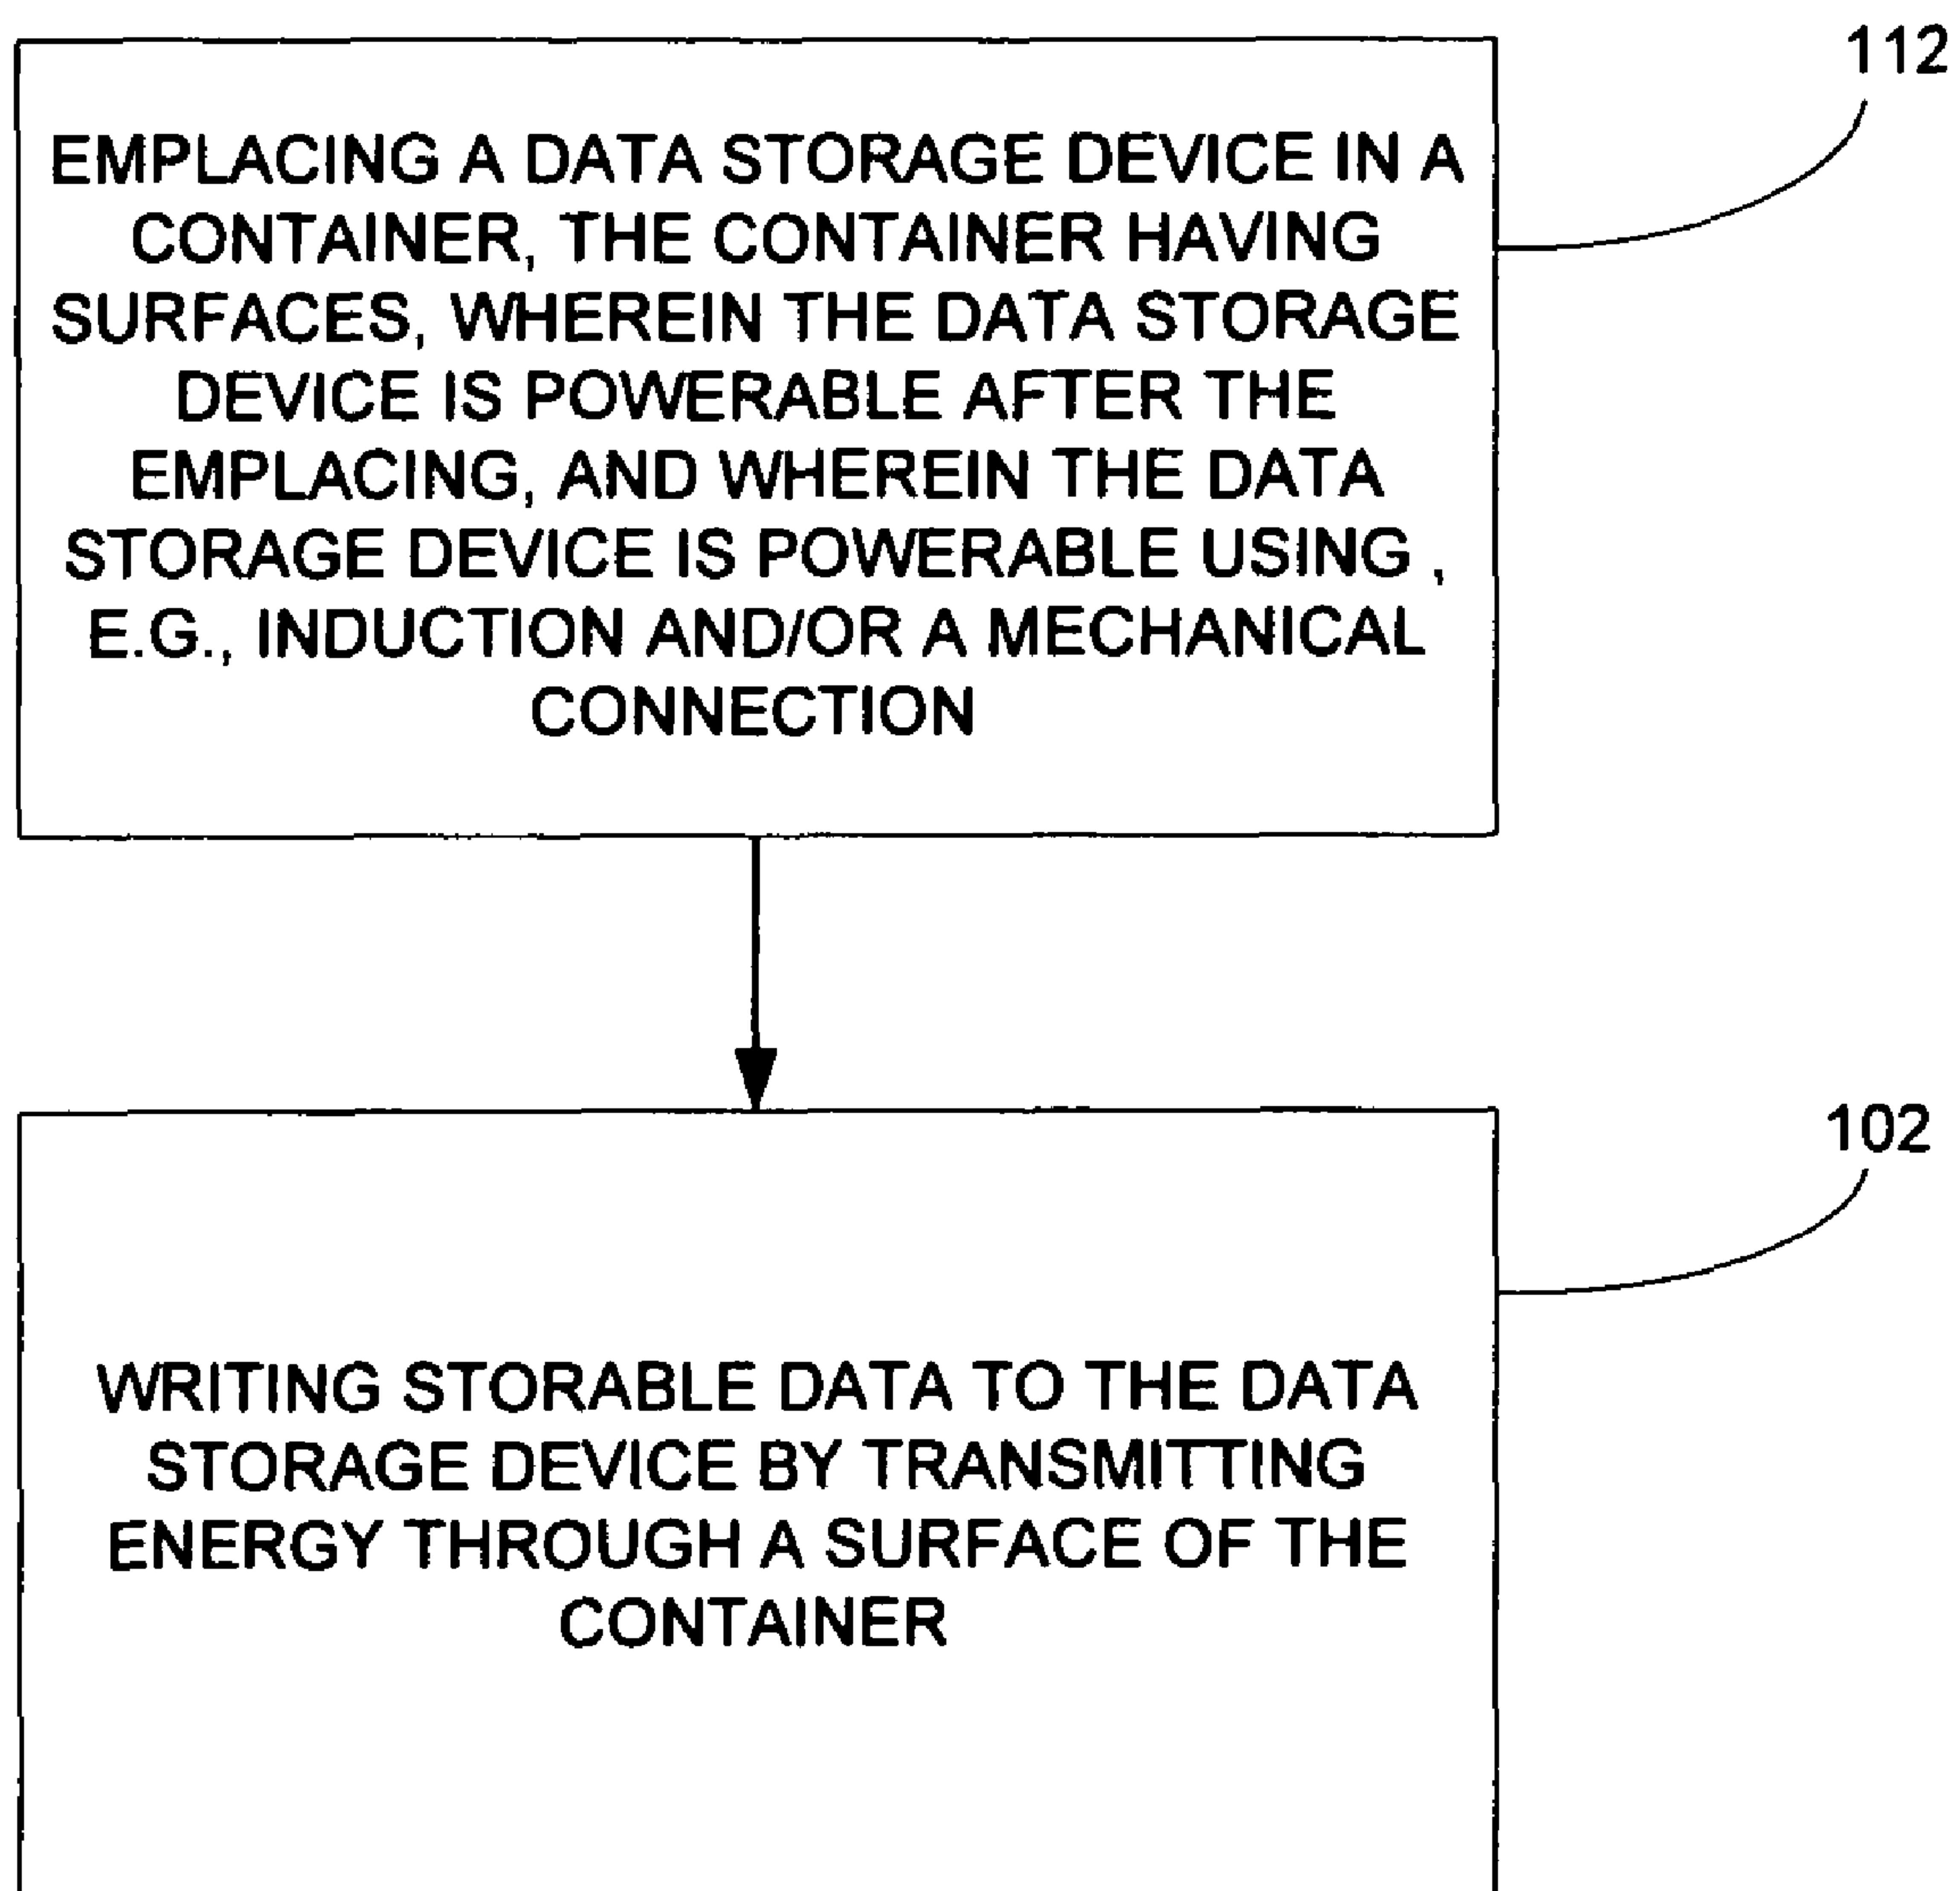 112
EMPLACING A DATA STORAGE DEVICE IN A
CONTAINER, THE CONTAINER HAVING
SURFACES, WHEREIN THE DATA STORAGE
DEVICE IS POWERABLE AFTER THE
EMPLACING, AND WHEREIN THE DATA
STORAGE DEVICE IS POWERABLE USING ,
E.G., INDUCTION AND/OR A MECHANICAL
CONNECTION
102
WRITING STORABLE DATA TO THE DATA
STORAGE DEVICE BY TRANSMITTING
ENERGY THROUGH A SURFACE OF THE
CONTAINER